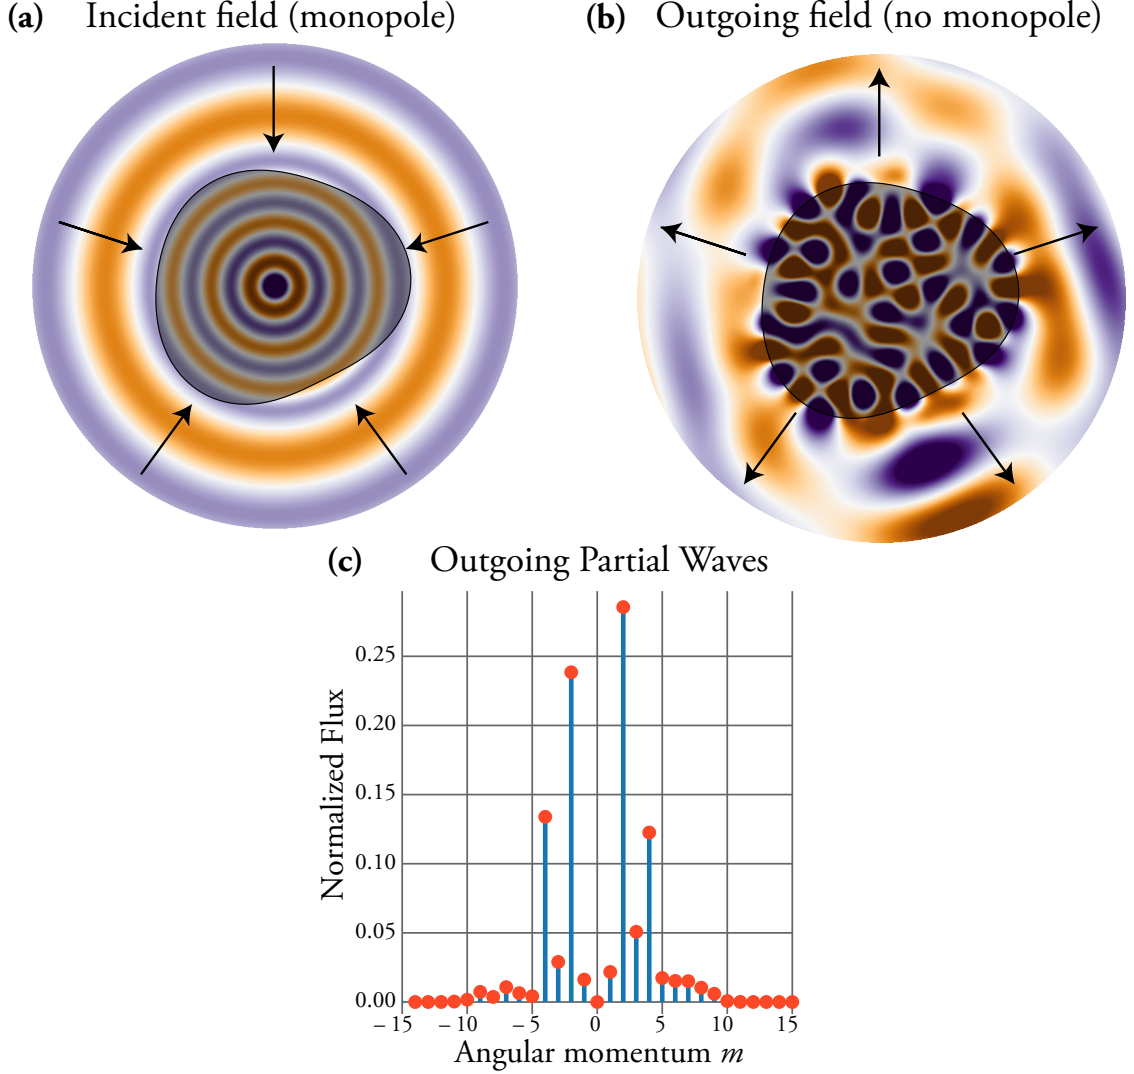 (a) Incident field (monopole)
(b) Outgoing field (no monopole)
(c) Outgoing Partial Waves
Normalized Flux
0.25
0.20
0.15
0.10
0.05
0.00
−15 −10 −5 0 5 10 15
Angular momentum m